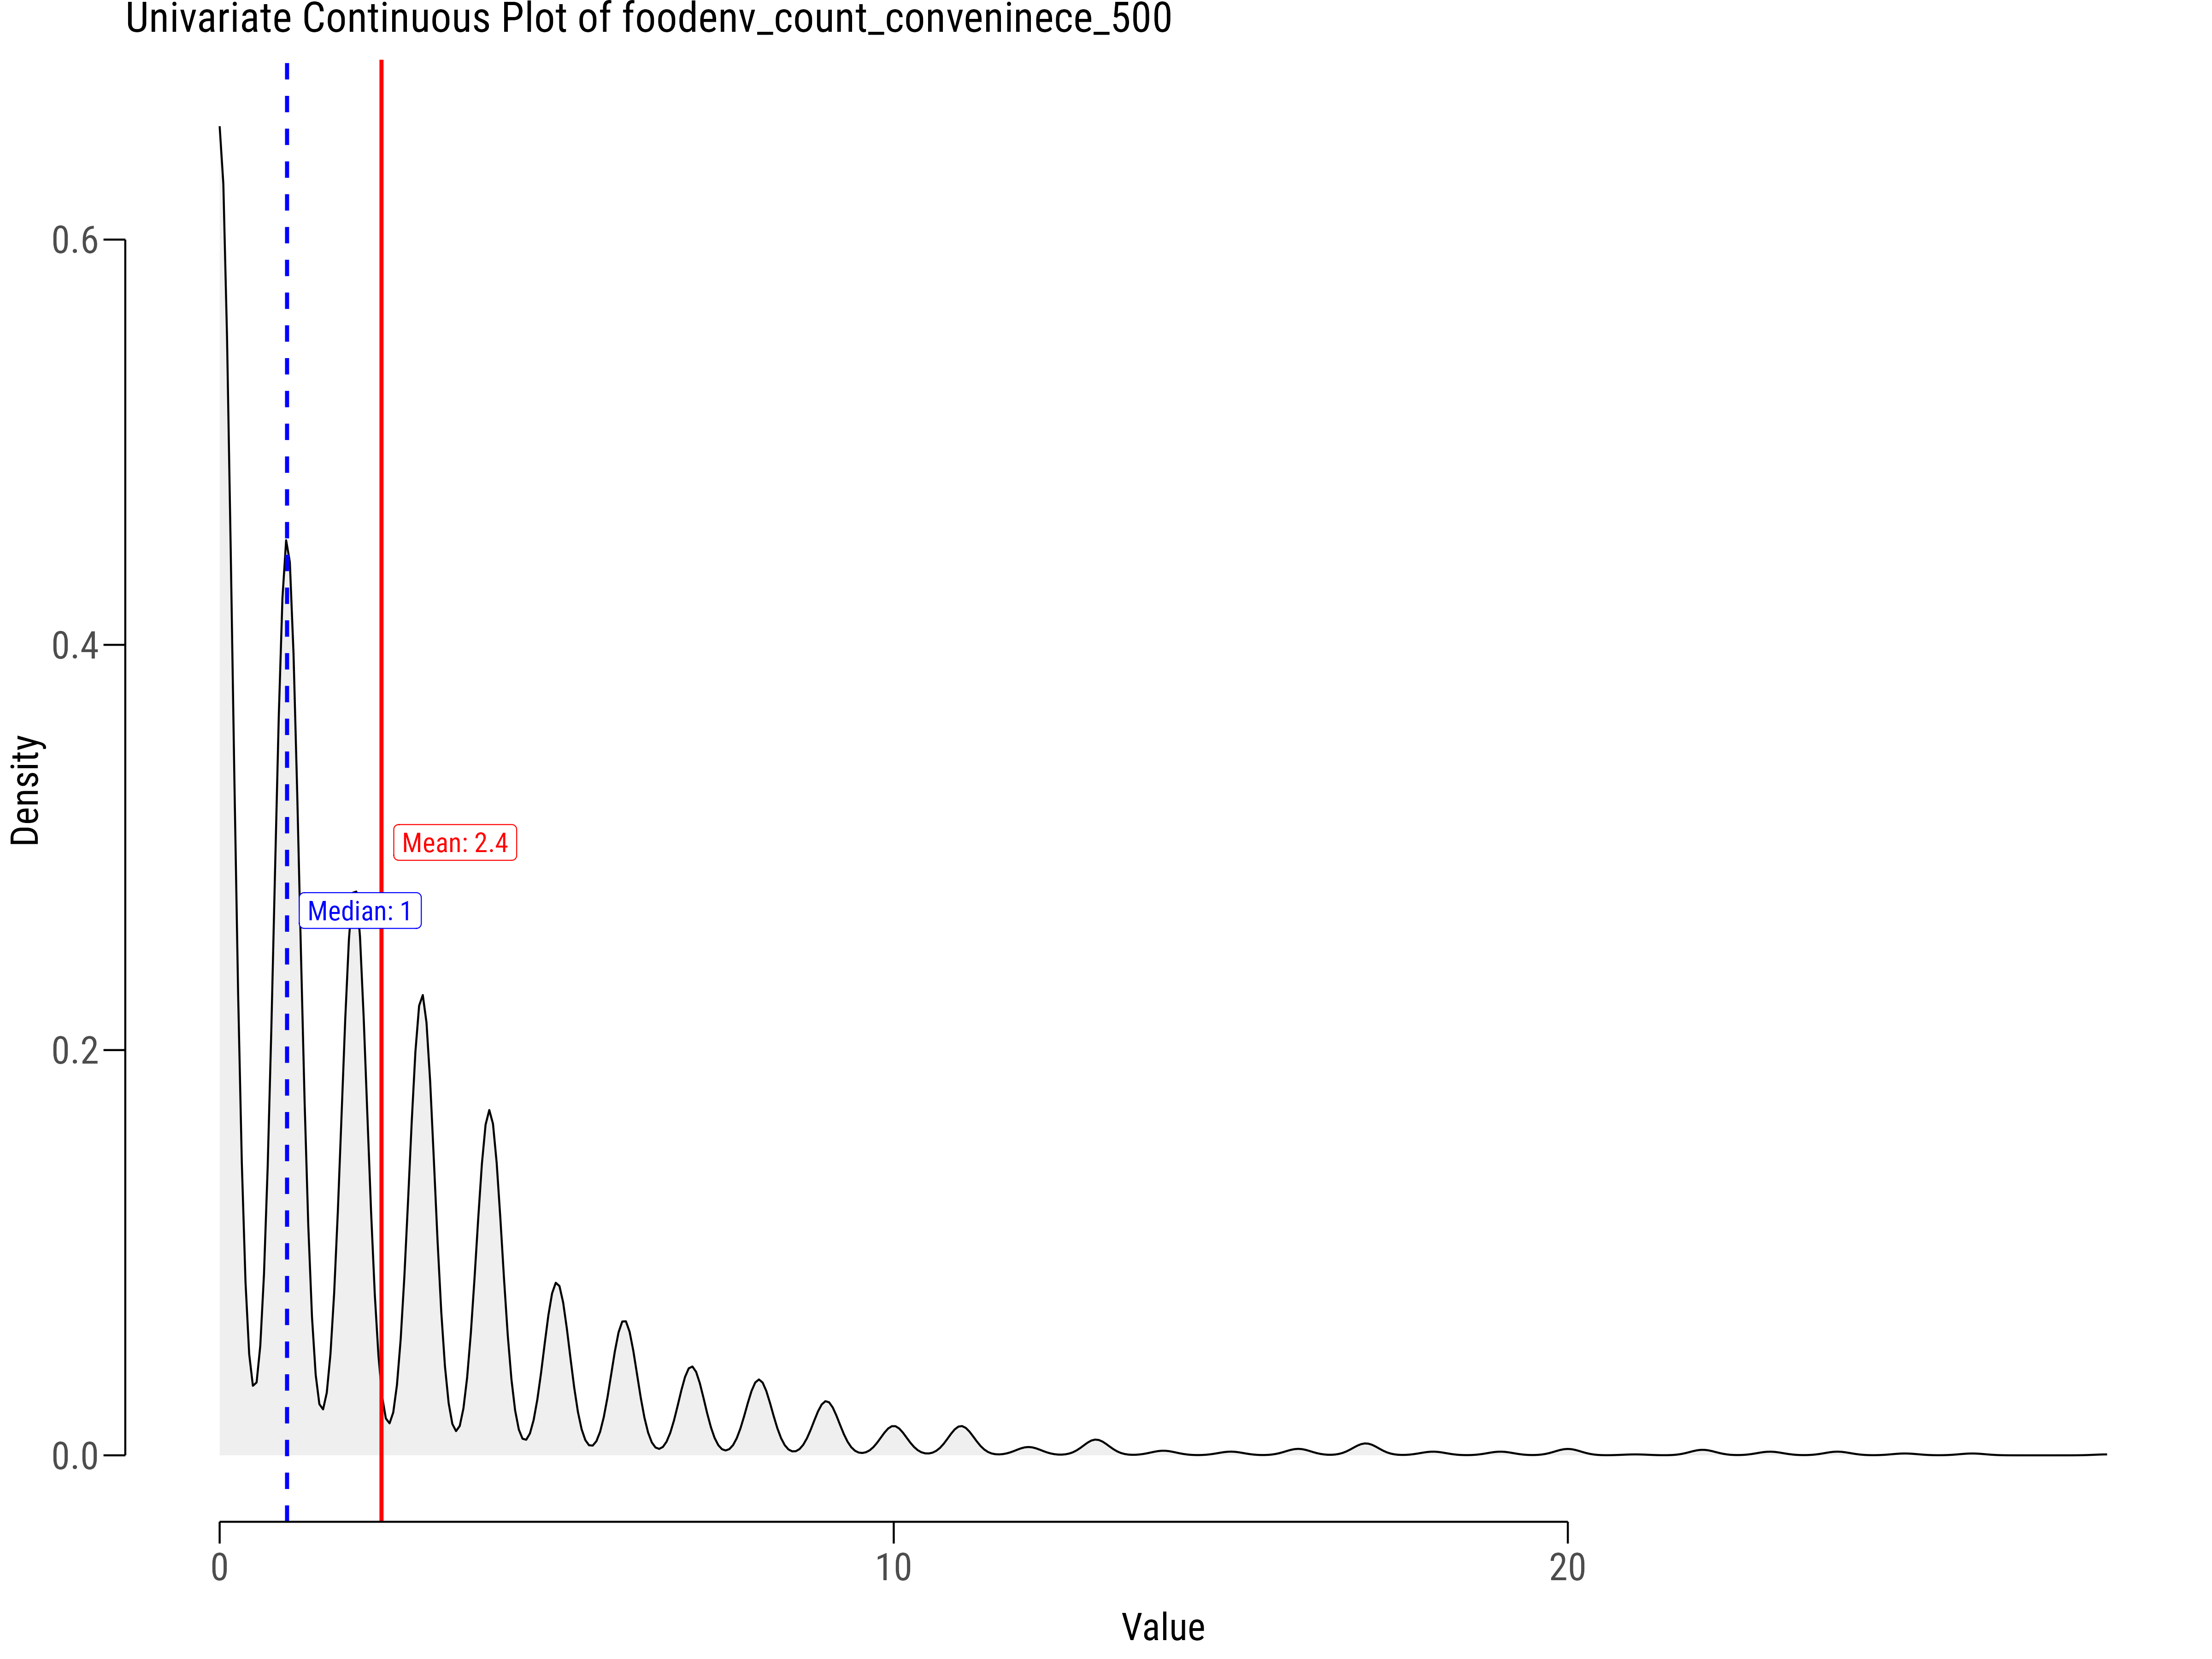 Univariate Continuous Plot of foodenv_count_conveninece_500
0.6
0.4
0.2
0.0
Density
Mean: 2.4
Median: 1
0
10
20
Value